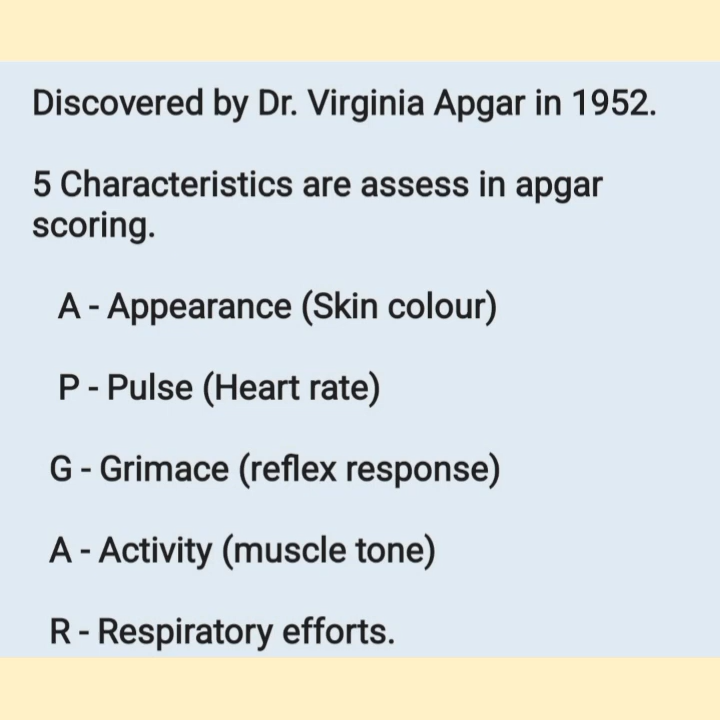 Discovered by Dr. Virginia Apgar in 1952.
5 Characteristics are assess in apgar
scoring.
A - Appearance (Skin colour)
P - Pulse (Heart rate)
G - Grimace (reflex response)
A - Activity (muscle tone)
R - Respiratory efforts.